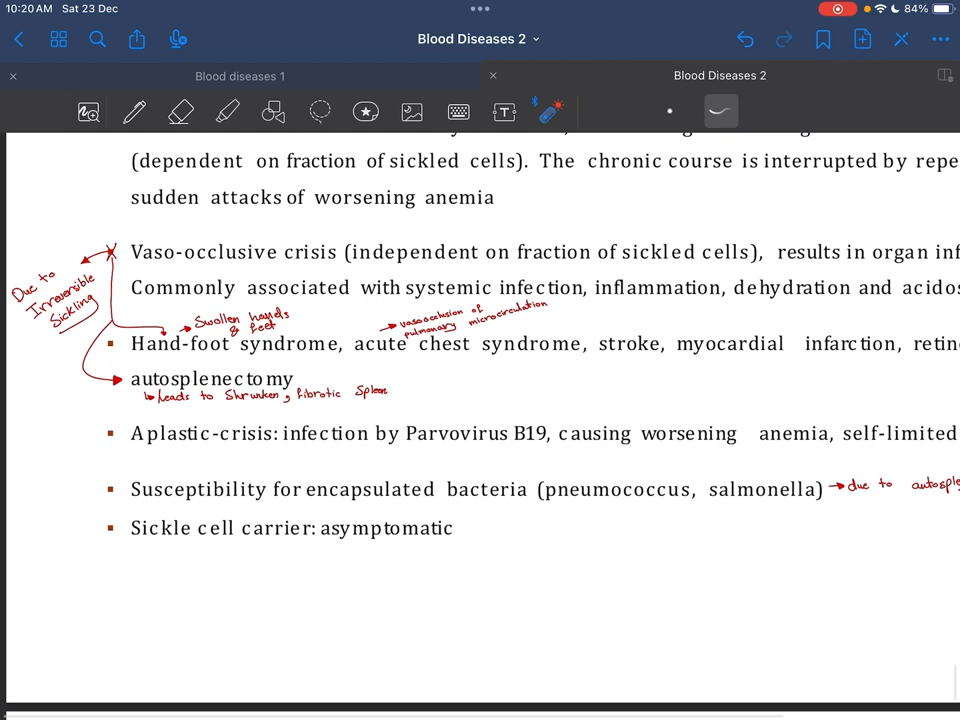 10:20 AM Sat 23 Dec
84%
Blood Diseases 2
Blood diseases 1
Blood Diseases 2
(dependent on fraction of sickled cells). The chronic course is interrupted by repe
sudden attacks of worsening anemia
Vaso-occlusive crisis (independent on fraction of sickled cells), results in organ inf
Due to
Irreversible
Sickling
Commonly associated with systemic infection, inflammation, dehydration and acidos
Swollen hands
& feet
vasoocclusion of
pulmonary microcirculation
Hand-foot syndrome, acute chest syndrome, stroke, myocardial infarction, retin
autosplenectomy
Leads to Shrunken, fibrotic Spleen
Aplastic-crisis: infection by Parvovirus B19, causing worsening anemia, self-limited
Susceptibility for encapsulated bacteria (pneumococcus, salmonella) due to autosple
Sickle cell carrier: asymptomatic